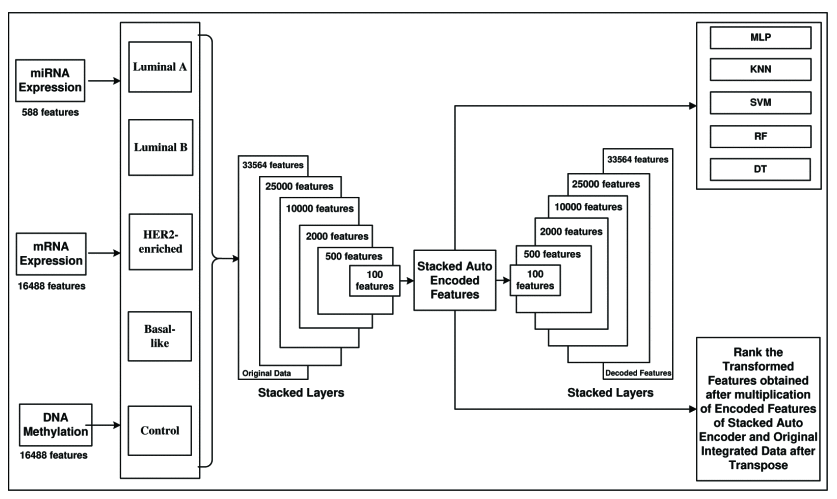 miRNA
Expression
588 features
mRNA
Expression
16488 features
DNA
Methylation
16488 features
Luminal A
Luminal B
HER2-
enriched
Basal-
like
Control
33564 features
25000 features
10000 features
2000 features
500 features
100
features
Original Data
Stacked Layers
Stacked Auto
Encoded
Features
33564 features
25000 features
10000 features
2000 features
500 features
100
features
Decoded Features
Stacked Layers
MLP
KNN
SVM
RF
DT
Rank the
Transformed
Features obtained
after multiplication
of Encoded Features
of Stacked Auto
Encoder and Original
Integrated Data after
Transpose